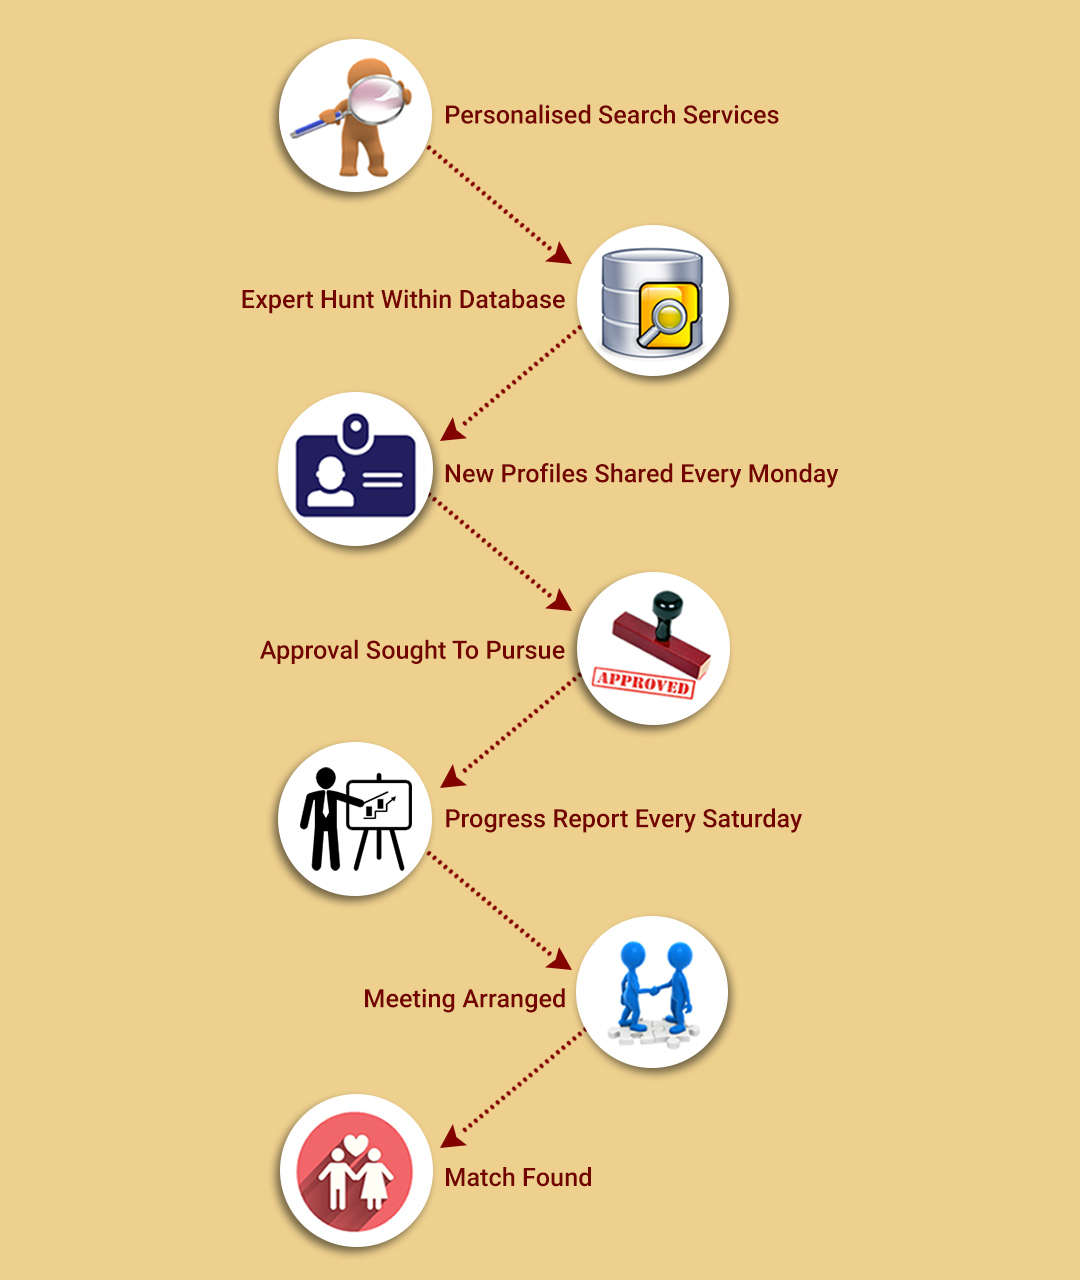 Personalised Search Services
Expert Hunt Within Database
New Profiles Shared Every Monday
Approval Sought To Pursue
APPROVED
Progress Report Every Saturday
Meeting Arranged
Match Found